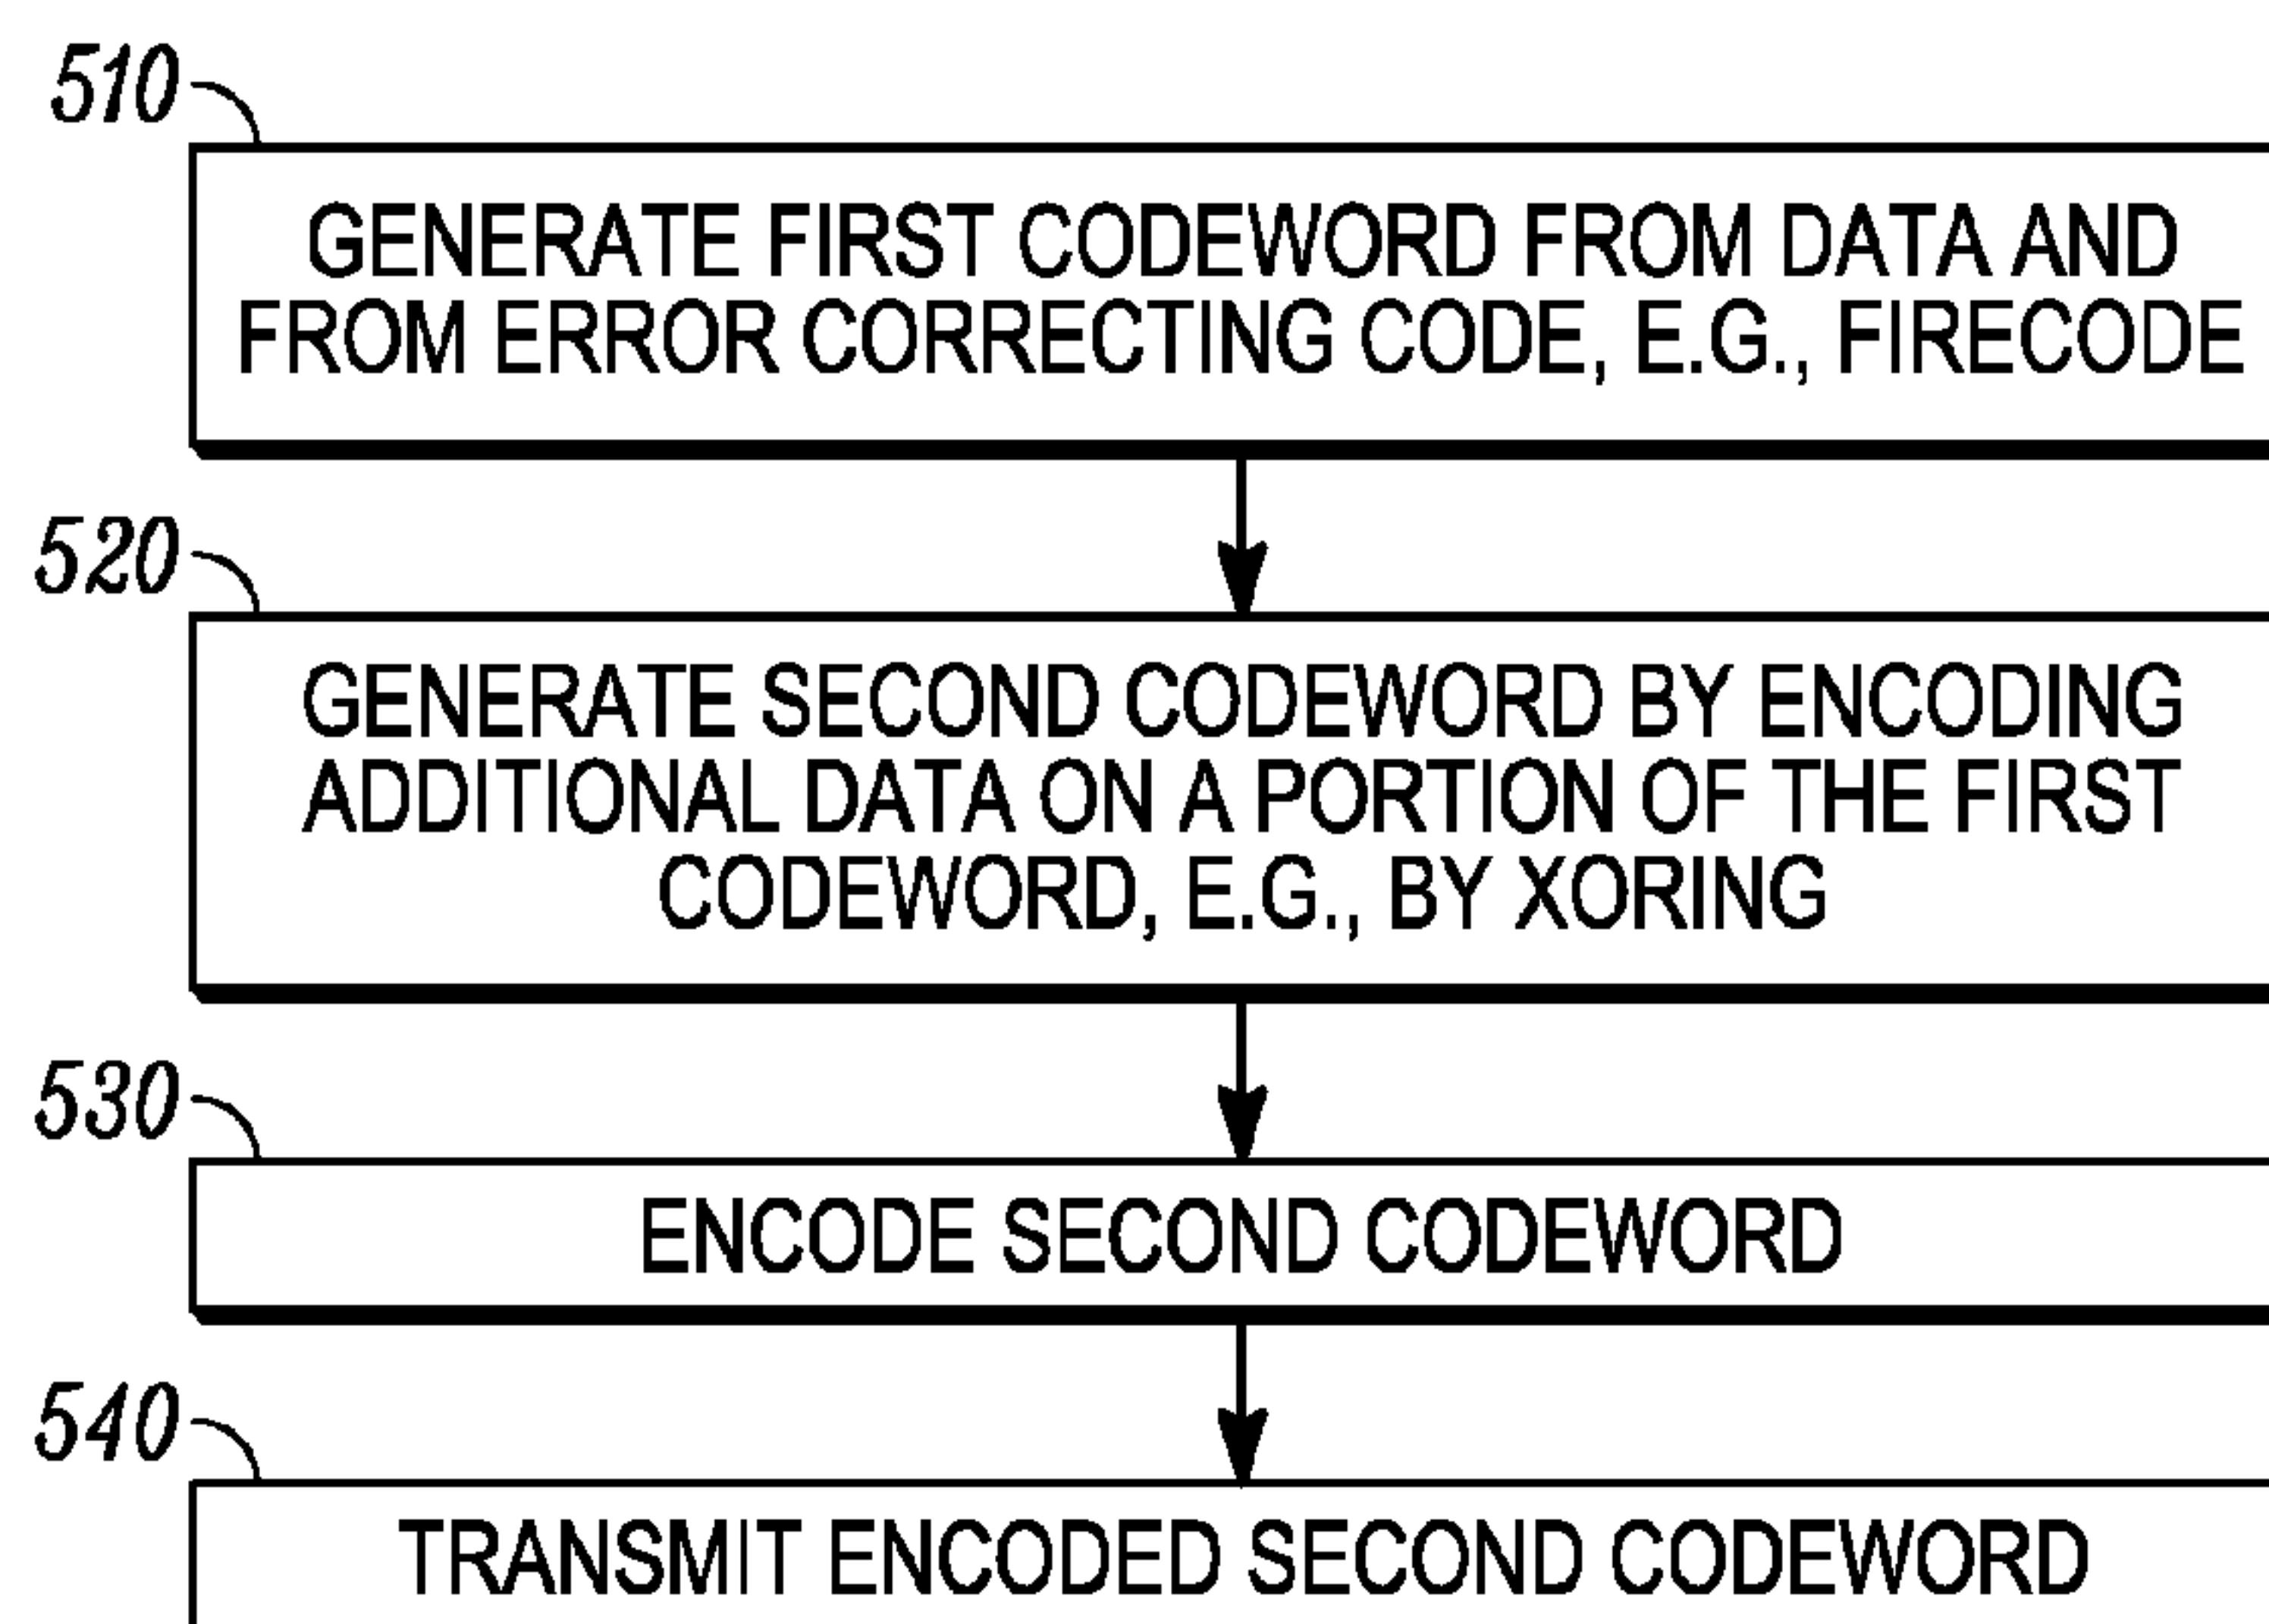 510
GENERATE FIRST CODEWORD FROM DATA AND
FROM ERROR CORRECTING CODE, E.G., FIRECODE
520
GENERATE SECOND CODEWORD BY ENCODING
ADDITIONAL DATA ON A PORTION OF THE FIRST
CODEWORD, E.G., BY XORING
530
ENCODE SECOND CODEWORD
540
TRANSMIT ENCODED SECOND CODEWORD